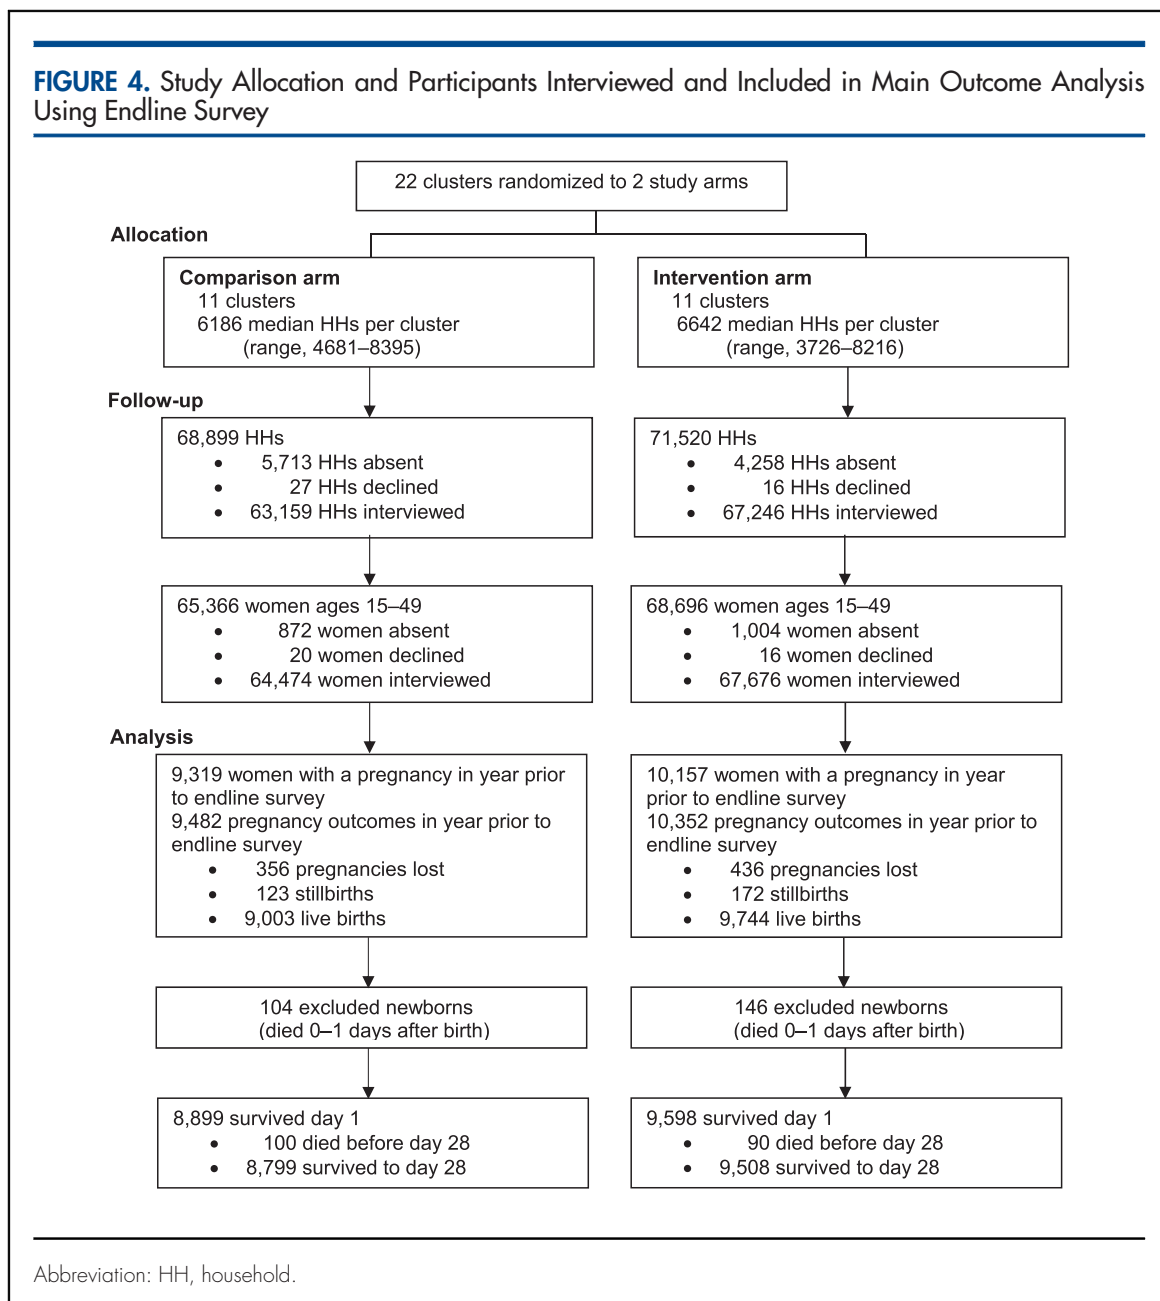 FIGURE 4. Study Allocation and Participants Interviewed and Included in Main Outcome Analysis
Using Endline Survey
22 clusters randomized to 2 study arms
Allocation
Comparison arm
11 clusters
6186 median HHs per cluster
(range, 4681–8395)
Intervention arm
11 clusters
6642 median HHs per cluster
(range, 3726–8216)
Follow-up
68,899 HHs
• 5,713 HHs absent
• 27 HHs declined
• 63,159 HHs interviewed
71,520 HHs
• 4,258 HHs absent
• 16 HHs declined
• 67,246 HHs interviewed
65,366 women ages 15–49
• 872 women absent
• 20 women declined
• 64,474 women interviewed
68,696 women ages 15–49
• 1,004 women absent
• 16 women declined
• 67,676 women interviewed
Analysis
9,319 women with a pregnancy in year prior
to endline survey
9,482 pregnancy outcomes in year prior to
endline survey
• 356 pregnancies lost
• 123 stillbirths
• 9,003 live births
10,157 women with a pregnancy in year
prior to endline survey
10,352 pregnancy outcomes in year prior to
endline survey
• 436 pregnancies lost
• 172 stillbirths
• 9,744 live births
104 excluded newborns
(died 0–1 days after birth)
146 excluded newborns
(died 0–1 days after birth)
8,899 survived day 1
• 100 died before day 28
• 8,799 survived to day 28
9,598 survived day 1
• 90 died before day 28
• 9,508 survived to day 28
Abbreviation: HH, household.